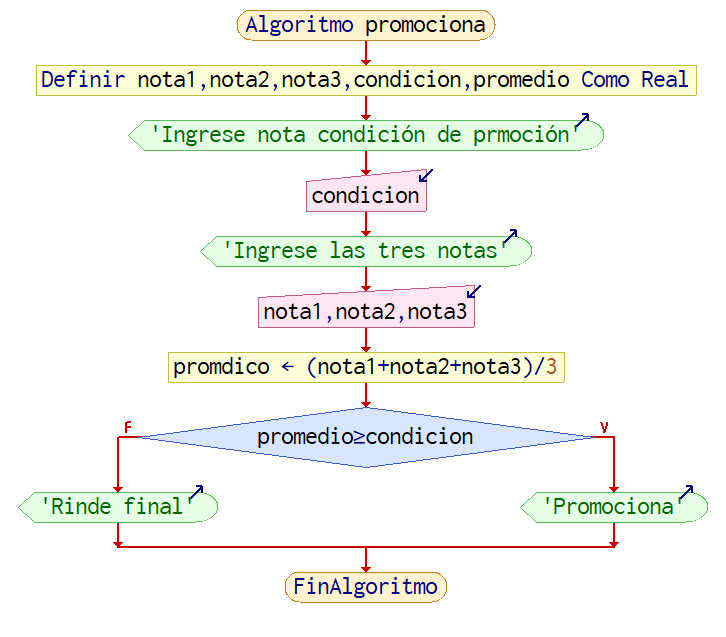 Algoritmo promociona
Definir nota1,nota2,nota3,condicion,promedio Como Real
'Ingrese nota condición de prmoción'
condicion
'Ingrese las tres notas'
nota1,nota2,nota3
promdico ← (nota1+nota2+nota3)/3
F
V
promedio≥condicion
'Rinde final'
'Promociona'
FinAlgoritmo